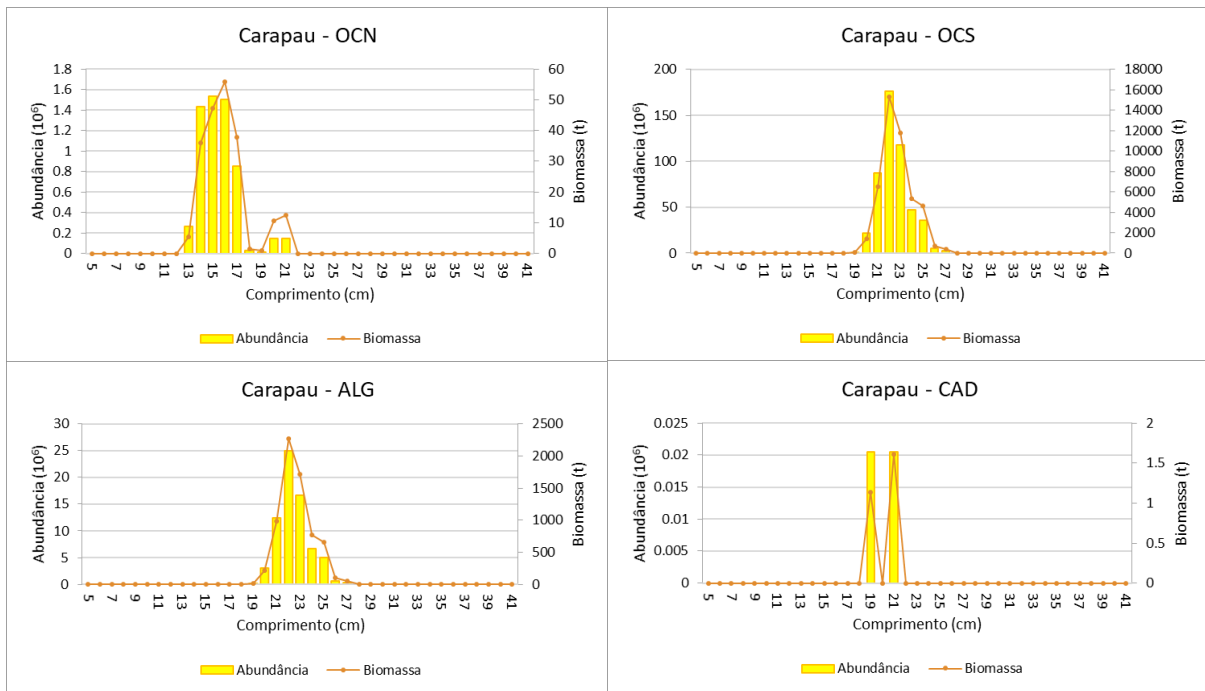 Carapau - OCN
Abundância (10⁶)
1.8
1.6
1.4
1.2
1
0.8
0.6
0.4
0.2
0
60
50
40
30
20
10
0
Biomassa (t)
5 7 9 11 13 15 17 19 21 23 25 27 29 31 33 35 37 39 41
Comprimento (cm)
Abundância Biomassa
Carapau - OCS
Abundância (10⁶)
200
150
100
50
0
18000
16000
14000
12000
10000
8000
6000
4000
2000
0
Biomassa (t)
5 7 9 11 13 15 17 19 21 23 25 27 29 31 33 35 37 39 41
Comprimento (cm)
Abundância Biomassa
Carapau - ALG
Abundância (10⁶)
30
25
20
15
10
5
0
2500
2000
1500
1000
500
0
Biomassa (t)
5 7 9 11 13 15 17 19 21 23 25 27 29 31 33 35 37 39 41
Comprimento (cm)
Abundância Biomassa
Carapau - CAD
Abundância (10⁶)
0.025
0.02
0.015
0.01
0.005
0
2
1.5
1
0.5
0
Biomassa (t)
5 7 9 11 13 15 17 19 21 23 25 27 29 31 33 35 37 39 41
Comprimento (cm)
Abundância Biomassa